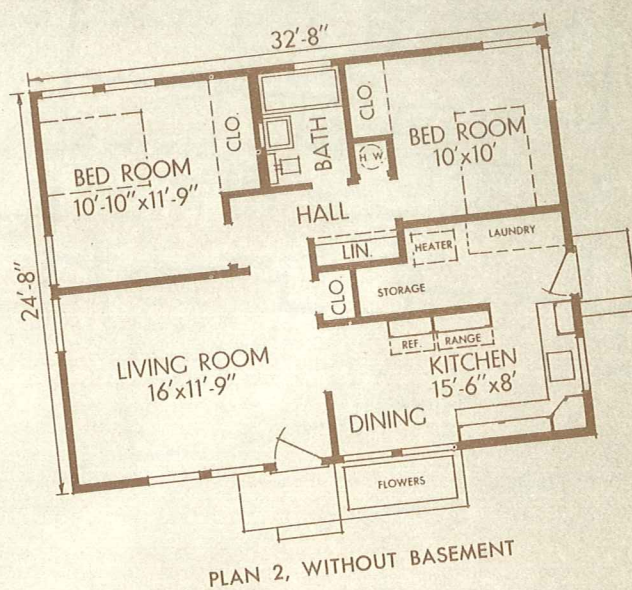 32'-8"
24'-8"
BED ROOM
10'-10"x11'-9"
CLO.
BATH
CLO.
H W
BED ROOM
10'x10'
HALL
LIN.
HEATER
LAUNDRY
CLO.
STORAGE
LIVING ROOM
16'x11'-9"
REF.
RANGE
KITCHEN
15'-6"x8'
DINING
FLOWERS
PLAN 2, WITHOUT BASEMENT